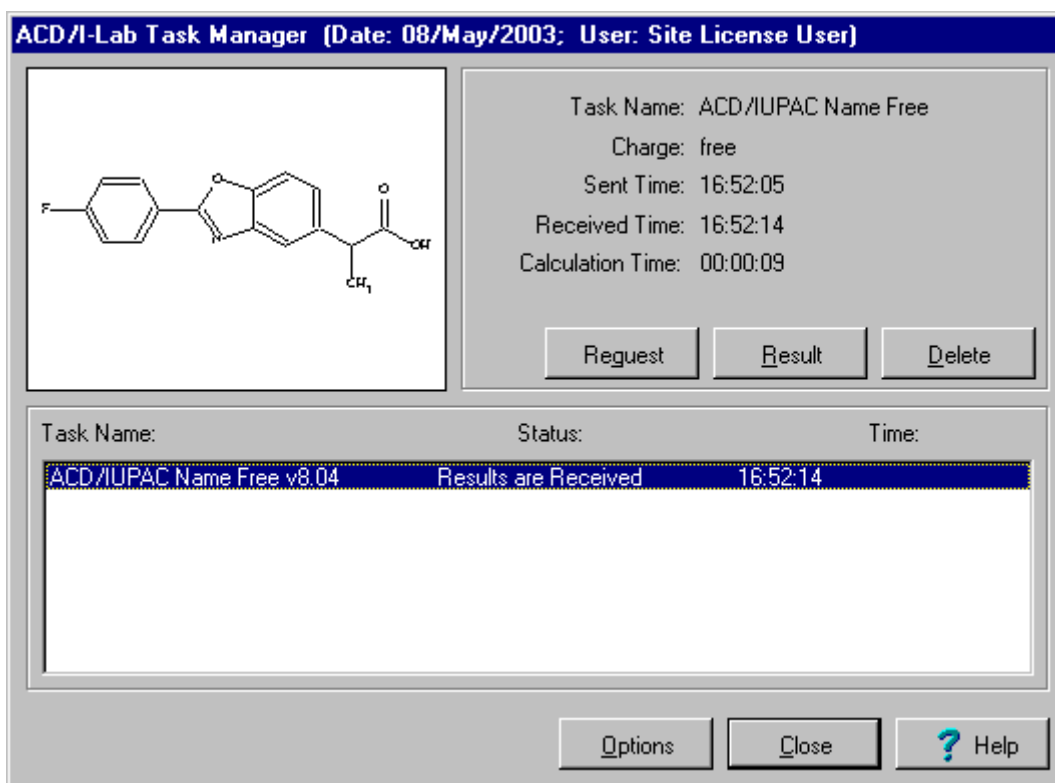 ACD/I-Lab Task Manager (Date: 08/May/2003; User: Site License User)
F
O
N
O
OH
CH₃
Task Name: ACD/IUPAC Name Free
Charge: free
Sent Time: 16:52:05
Received Time: 16:52:14
Calculation Time: 00:00:09
Reguest
Result
Delete
Task Name: Status: Time:
ACD/IUPAC Name Free v8.04 Results are Received 16:52:14
Options
Close
? Help